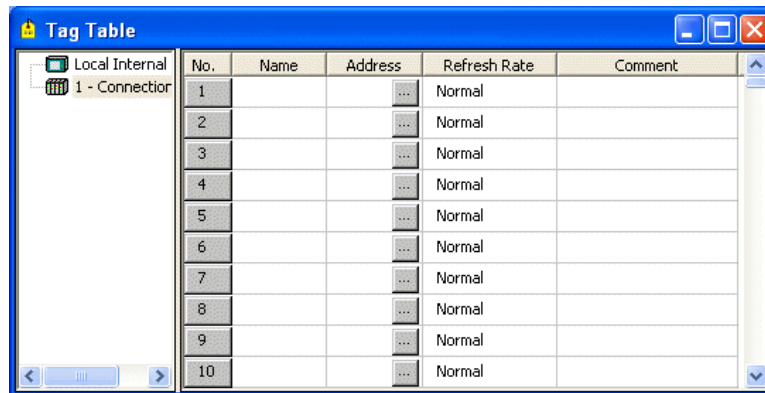 Tag Table
Local Internal
1 - Connection
No. Name Address Refresh Rate Comment
1 ... Normal
2 ... Normal
3 ... Normal
4 ... Normal
5 ... Normal
6 ... Normal
7 ... Normal
8 ... Normal
9 ... Normal
10 ... Normal